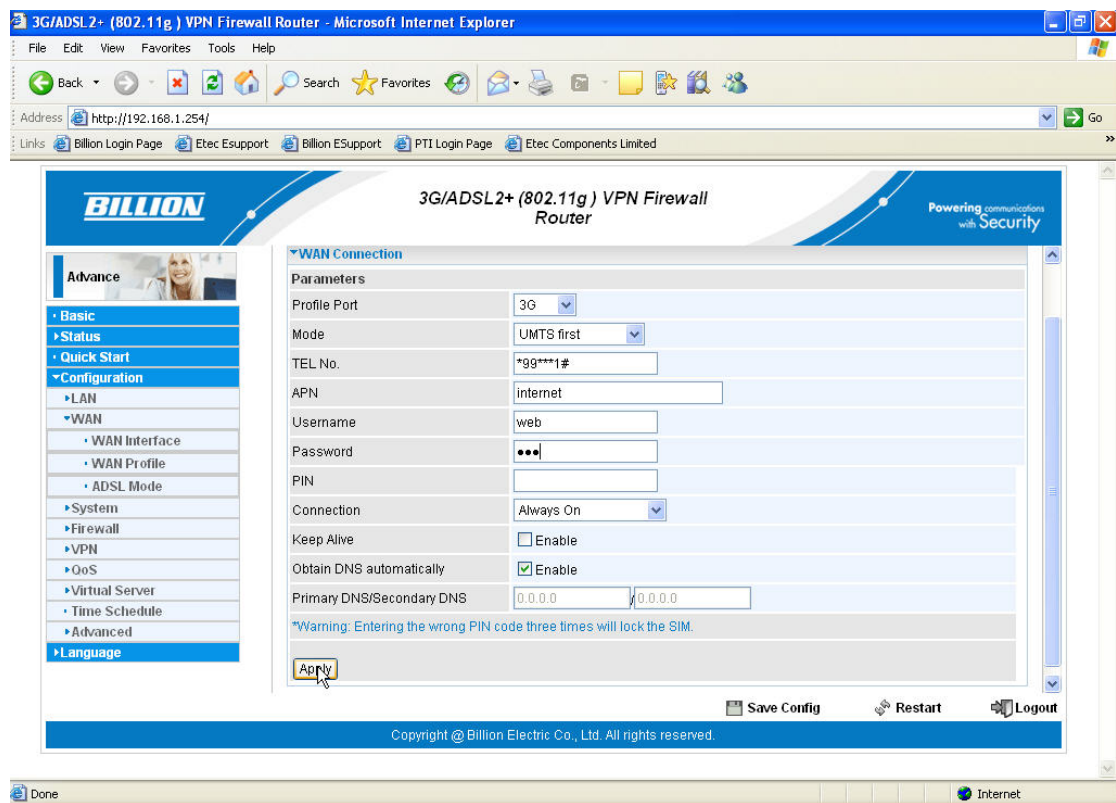 3G/ADSL2+ (802.11g ) VPN Firewall Router - Microsoft Internet Explorer
File Edit View Favorites Tools Help
Back Search Favorites
Address http://192.168.1.254/ Go
Links Billion Login Page Etec Esupport Billion ESupport PTI Login Page Etec Components Limited »
BILLION
3G/ADSL2+ (802.11g ) VPN Firewall
Router
Powering communications
with Security
Advance
Basic
Status
Quick Start
Configuration
LAN
WAN
WAN Interface
WAN Profile
ADSL Mode
System
Firewall
VPN
QoS
Virtual Server
Time Schedule
Advanced
Language
WAN Connection
Parameters
Profile Port 3G
Mode UMTS first
TEL No. *99***1#
APN internet
Username web
Password •••
PIN
Connection Always On
Keep Alive Enable
Obtain DNS automatically Enable
Primary DNS/Secondary DNS 0.0.0.0 / 0.0.0.0
*Warning: Entering the wrong PIN code three times will lock the SIM.
Apply
Save Config Restart Logout
Copyright @ Billion Electric Co., Ltd. All rights reserved.
Done Internet